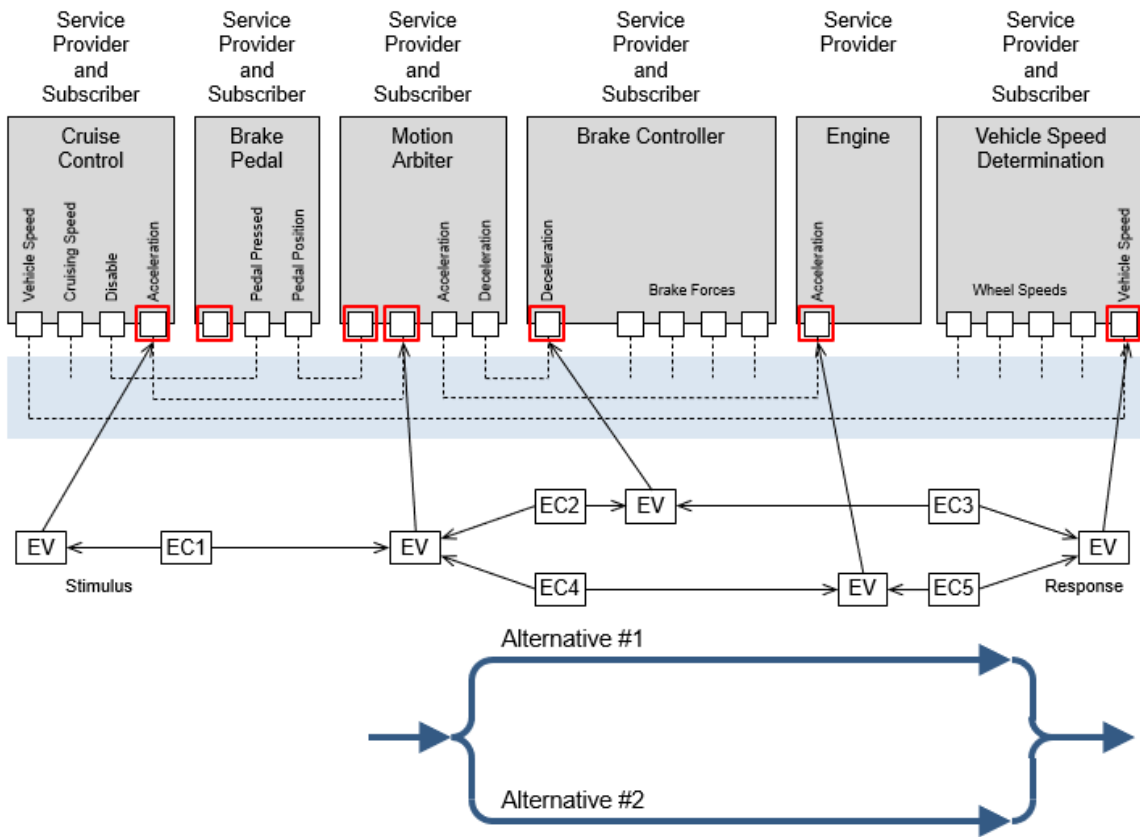 Service
Provider
and
Subscriber
Service
Provider
and
Subscriber
Service
Provider
and
Subscriber
Service
Provider
and
Subscriber
Service
Provider
Service
Provider
and
Subscriber
Cruise
Control
Brake
Pedal
Motion
Arbiter
Brake Controller
Engine
Vehicle Speed
Determination
Vehicle Speed
Cruising Speed
Disable
Acceleration
Pedal Pressed
Pedal Position
Acceleration
Deceleration
Deceleration
Brake Forces
Acceleration
Wheel Speeds
Vehicle Speed
EC2
EV
EC3
EV
EC1
EV
EV
Stimulus
EC4
EV
EC5
Response
Alternative #1
Alternative #2